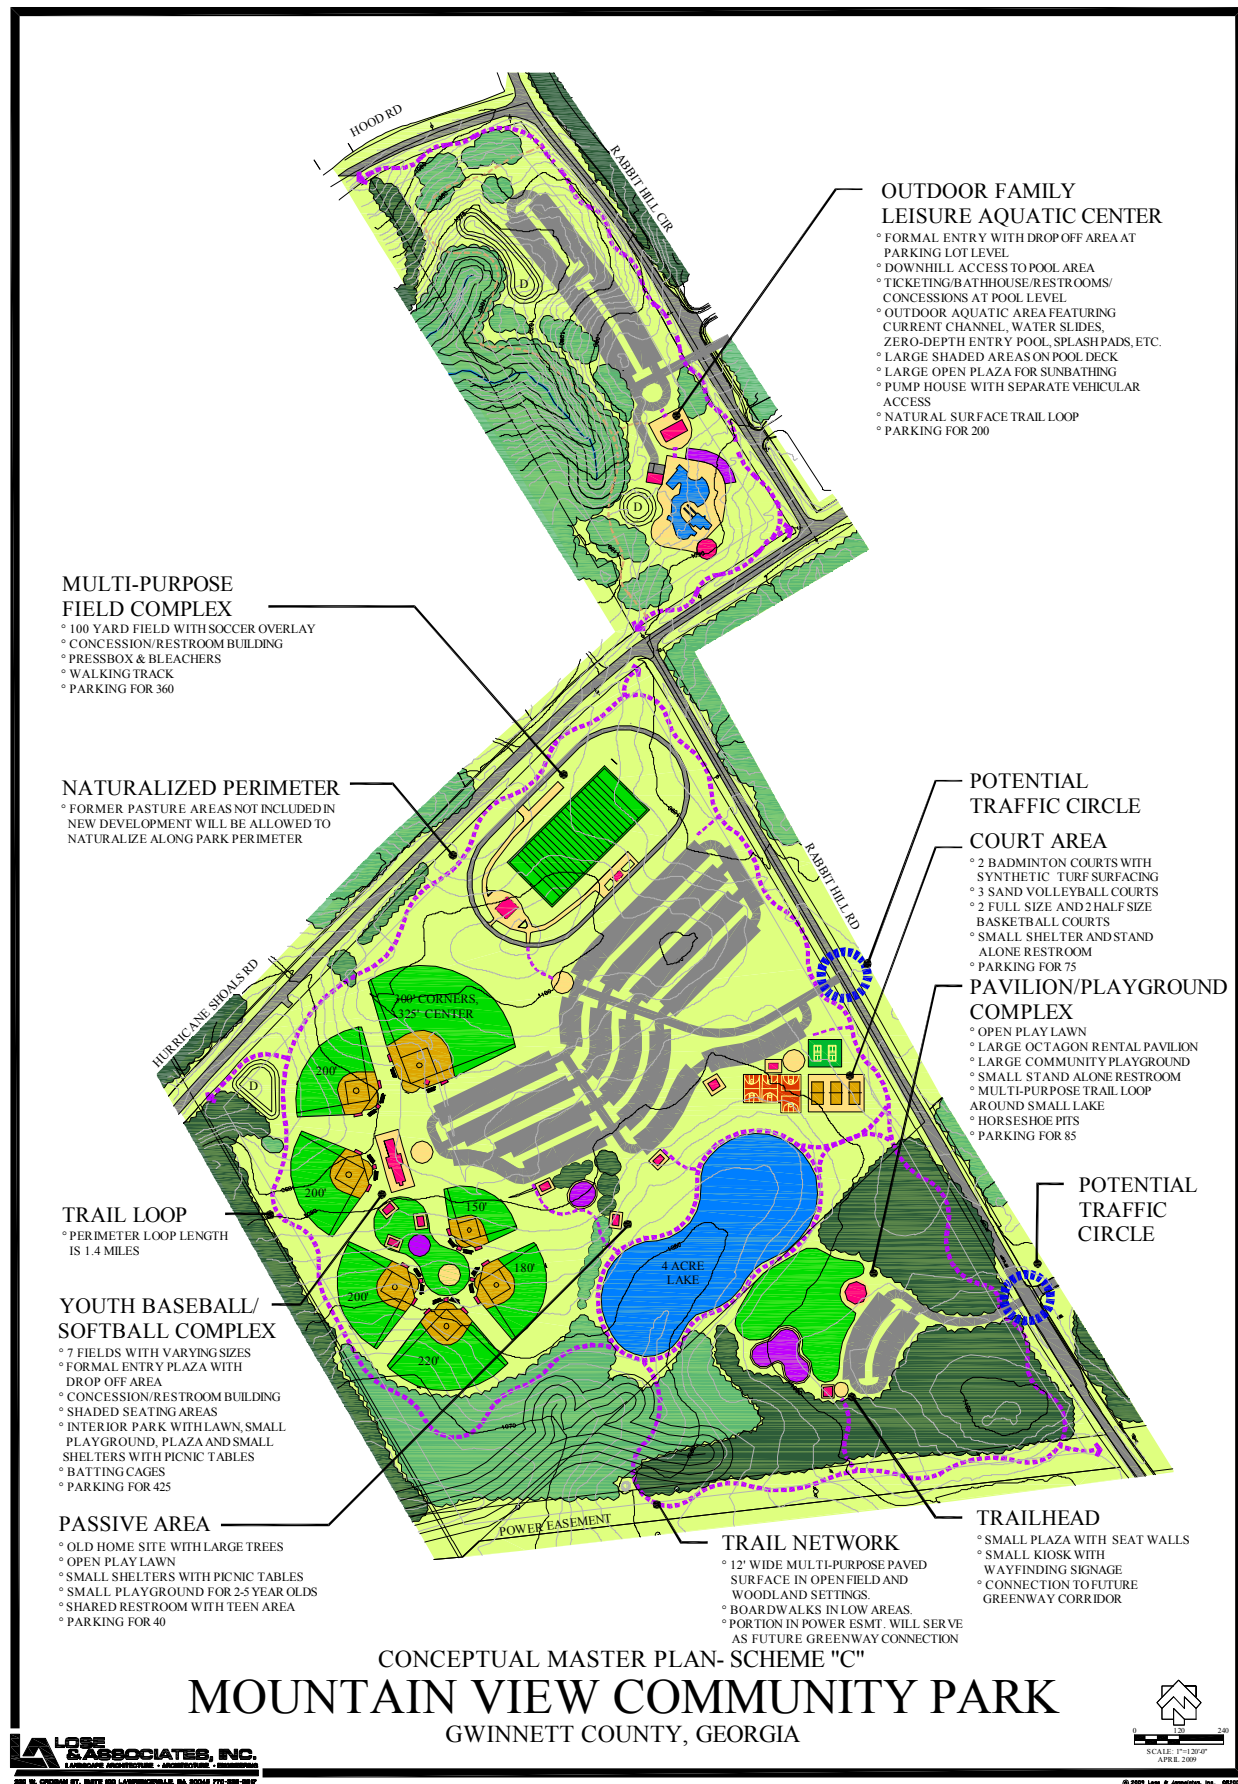 HOOD RD
RABBIT HILL CIR
OUTDOOR FAMILY
LEISURE AQUATIC CENTER
° FORMAL ENTRY WITH DROP OFF AREA AT
PARKING LOT LEVEL
° DOWNHILL ACCESS TO POOL AREA
° TICKETING/BATHHOUSE/RESTROOMS/
CONCESSIONS AT POOL LEVEL
° OUTDOOR AQUATIC AREA FEATURING
CURRENT CHANNEL, WATER SLIDES,
ZERO-DEPTH ENTRY POOL, SPLASH PADS, ETC.
° LARGE SHADED AREAS ON POOL DECK
° LARGE OPEN PLAZA FOR SUNBATHING
° PUMP HOUSE WITH SEPARATE VEHICULAR
ACCESS
° NATURAL SURFACE TRAIL LOOP
° PARKING FOR 200
D
D
MULTI-PURPOSE
FIELD COMPLEX
° 100 YARD FIELD WITH SOCCER OVERLAY
° CONCESSION/RESTROOM BUILDING
° PRESSBOX & BLEACHERS
° WALKING TRACK
° PARKING FOR 360
NATURALIZED PERIMETER
° FORMER PASTURE AREAS NOT INCLUDED IN
NEW DEVELOPMENT WILL BE ALLOWED TO
NATURALIZE ALONG PARK PERIMETER
POTENTIAL
TRAFFIC CIRCLE
COURT AREA
° 2 BADMINTON COURTS WITH
SYNTHETIC TURF SURFACING
° 3 SAND VOLLEYBALL COURTS
° 2 FULL SIZE AND 2 HALF SIZE
BASKETBALL COURTS
° SMALL SHELTER AND STAND
ALONE RESTROOM
° PARKING FOR 75
RABBIT HILL RD
HURRICANE SHOALS RD
PAVILION/PLAYGROUND
COMPLEX
° OPEN PLAY LAWN
° LARGE OCTAGON RENTAL PAVILION
° LARGE COMMUNITY PLAYGROUND
° SMALL STAND ALONE RESTROOM
° MULTI-PURPOSE TRAIL LOOP
AROUND SMALL LAKE
° HORSESHOE PITS
° PARKING FOR 85
300' CORNERS,
325' CENTER
1100
200'
D
200'
150'
180'
200'
220'
4 ACRE
LAKE
1070
POTENTIAL
TRAFFIC
CIRCLE
TRAIL LOOP
° PERIMETER LOOP LENGTH
IS 1.4 MILES
YOUTH BASEBALL/
SOFTBALL COMPLEX
° 7 FIELDS WITH VARYING SIZES
° FORMAL ENTRY PLAZA WITH
DROP OFF AREA
° CONCESSION/RESTROOM BUILDING
° SHADED SEATING AREAS
° INTERIOR PARK WITH LAWN, SMALL
PLAYGROUND, PLAZA AND SMALL
SHELTERS WITH PICNIC TABLES
° BATTING CAGES
° PARKING FOR 425
PASSIVE AREA
° OLD HOME SITE WITH LARGE TREES
° OPEN PLAY LAWN
° SMALL SHELTERS WITH PICNIC TABLES
° SMALL PLAYGROUND FOR 2-5 YEAR OLDS
° SHARED RESTROOM WITH TEEN AREA
° PARKING FOR 40
POWER EASEMENT
TRAIL NETWORK
° 12' WIDE MULTI-PURPOSE PAVED
SURFACE IN OPEN FIELD AND
WOODLAND SETTINGS.
° BOARDWALKS IN LOW AREAS.
° PORTION IN POWER ESMT. WILL SERVE
AS FUTURE GREENWAY CONNECTION
TRAILHEAD
° SMALL PLAZA WITH SEAT WALLS
° SMALL KIOSK WITH
WAYFINDING SIGNAGE
° CONNECTION TO FUTURE
GREENWAY CORRIDOR
CONCEPTUAL MASTER PLAN- SCHEME "C"
MOUNTAIN VIEW COMMUNITY PARK
GWINNETT COUNTY, GEORGIA
0 120 240
SCALE: 1"=120'-0"
APRIL 2009
LA LOSE
& ASSOCIATES, INC.
LANDSCAPE ARCHITECTURE • ARCHITECTURE • ENGINEERING
© 2009 Lose & Associates, Inc.